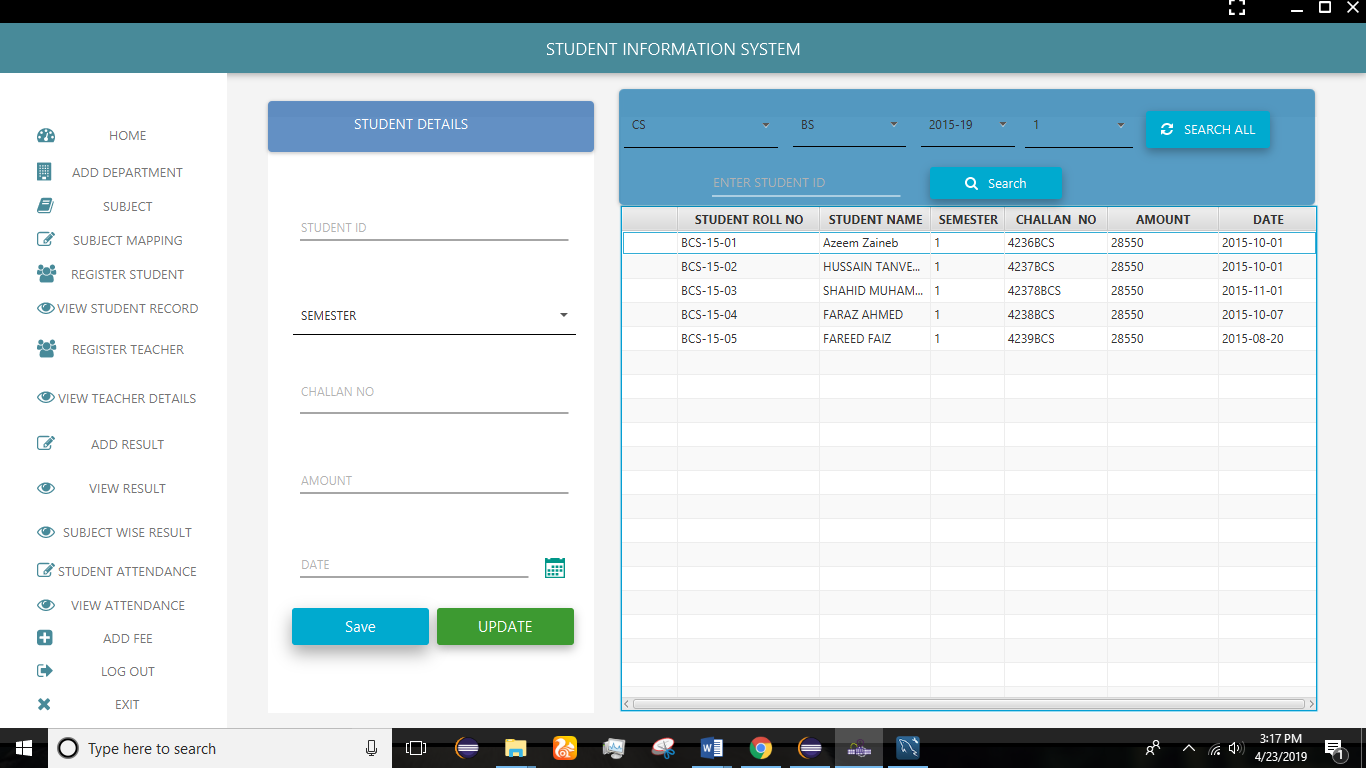 STUDENT INFORMATION SYSTEM
HOME
ADD DEPARTMENT
SUBJECT
SUBJECT MAPPING
REGISTER STUDENT
VIEW STUDENT RECORD
REGISTER TEACHER
VIEW TEACHER DETAILS
ADD RESULT
VIEW RESULT
SUBJECT WISE RESULT
STUDENT ATTENDANCE
VIEW ATTENDANCE
ADD FEE
LOG OUT
EXIT
STUDENT DETAILS
STUDENT ID
SEMESTER
CHALLAN NO
AMOUNT
DATE
Save UPDATE
CS BS 2015-19 1 SEARCH ALL
ENTER STUDENT ID Search
STUDENT ROLL NO STUDENT NAME SEMESTER CHALLAN NO AMOUNT DATE
BCS-15-01 Azeem Zaineb 1 4236BCS 28550 2015-10-01
BCS-15-02 HUSSAIN TANVE... 1 4237BCS 28550 2015-10-01
BCS-15-03 SHAHID MUHAM... 1 42378BCS 28550 2015-11-01
BCS-15-04 FARAZ AHMED 1 4238BCS 28550 2015-10-07
BCS-15-05 FAREED FAIZ 1 4239BCS 28550 2015-08-20
Type here to search
3:17 PM
4/23/2019
1